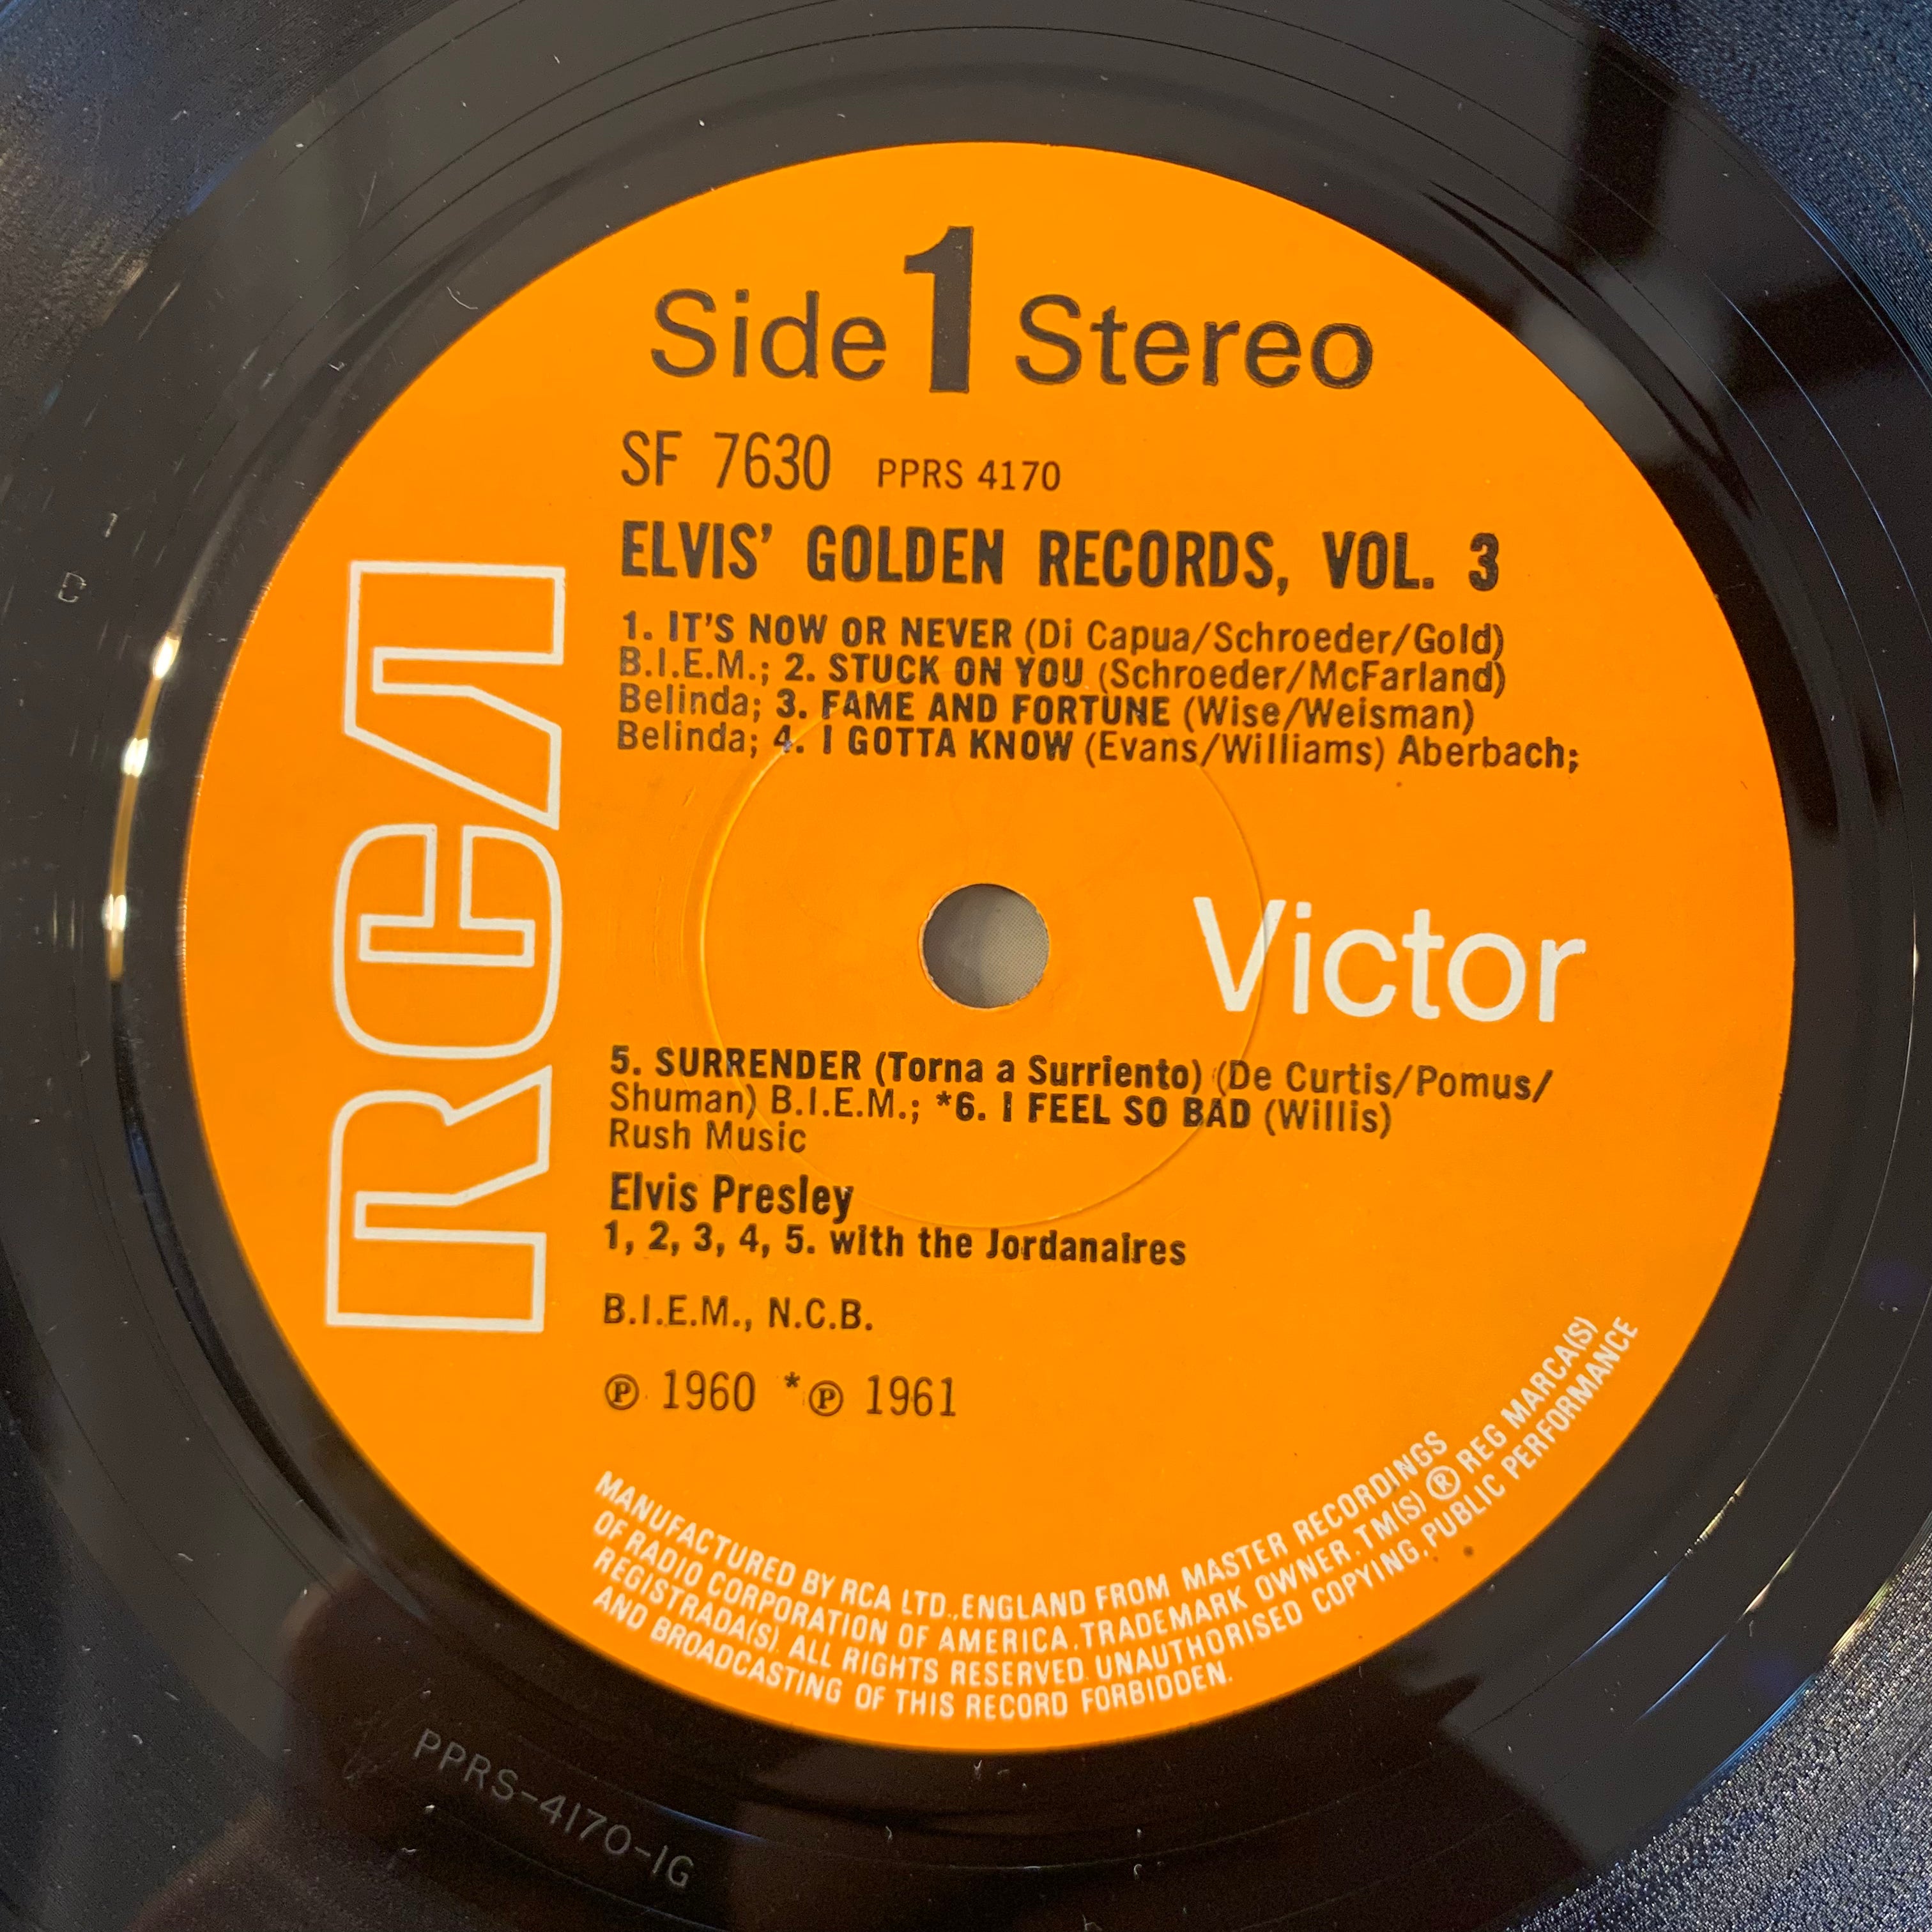 Side 1 Stereo
SF 7630 PPRS 4170
ELVIS' GOLDEN RECORDS, VOL. 3
1. IT'S NOW OR NEVER (Di Capua/Schroeder/Gold)
B.I.E.M.; 2. STUCK ON YOU (Schroeder/McFarland)
Belinda; 3. FAME AND FORTUNE (Wise/Weisman)
Belinda; 4. I GOTTA KNOW (Evans/Williams) Aberbach;
RCA
Victor
5. SURRENDER (Torna a Surriento) (De Curtis/Pomus/
Shuman) B.I.E.M.; *6. I FEEL SO BAD (Willis)
Rush Music
Elvis Presley
1, 2, 3, 4, 5. with the Jordanaires
B.I.E.M., N.C.B.
℗ 1960 *℗ 1961
MANUFACTURED BY RCA LTD., ENGLAND FROM MASTER RECORDINGS
OF RADIO CORPORATION OF AMERICA. TRADEMARK OWNER. TM(S) ® REG MARCA(S)
REGISTRADA(S). ALL RIGHTS RESERVED. UNAUTHORISED COPYING, PUBLIC PERFORMANCE
AND BROADCASTING OF THIS RECORD FORBIDDEN.
PPRS-4170-1G